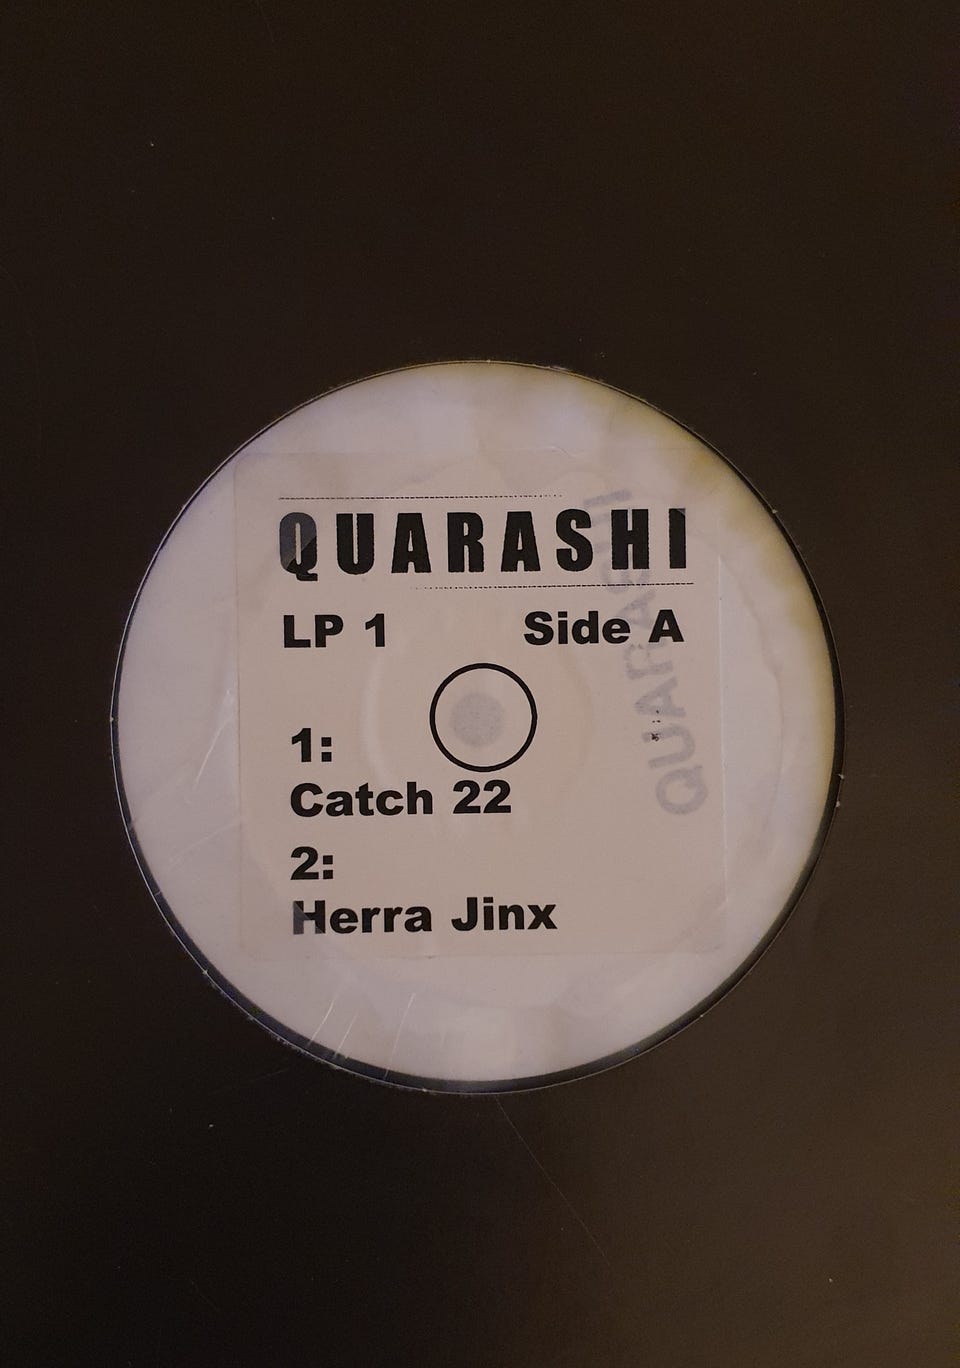 QUARASHI
LP 1 Side A
1:
Catch 22
2:
Herra Jinx
QUARASHI